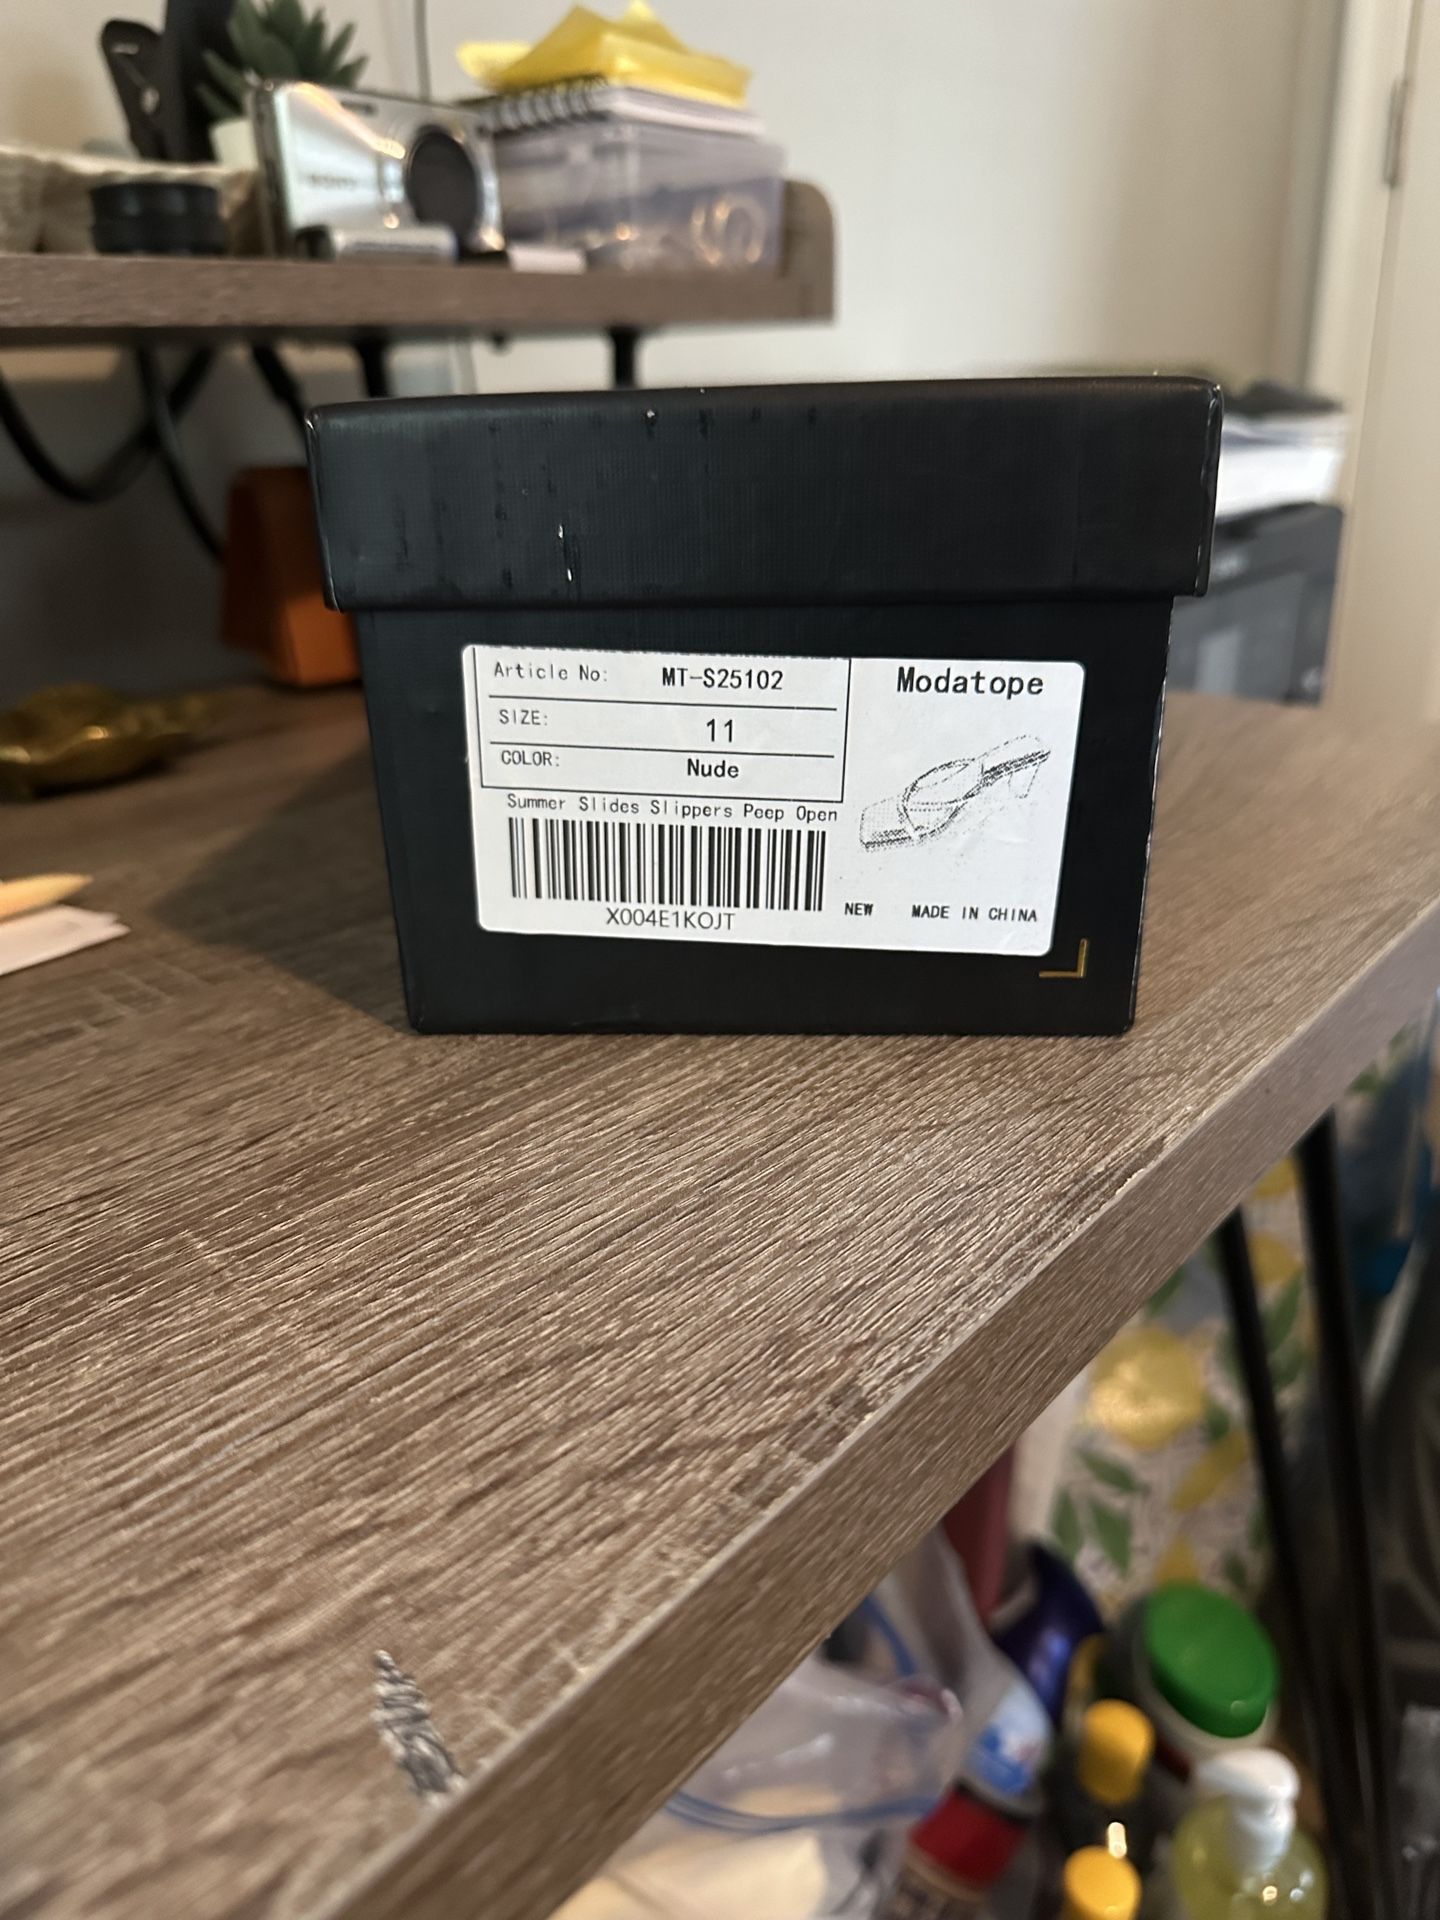 Article No: MT-S25102
Modatope
SIZE: 11
COLOR: Nude
Summer Slides Slippers Peep Open
X004E1KOJT
NEW MADE IN CHINA
SONY